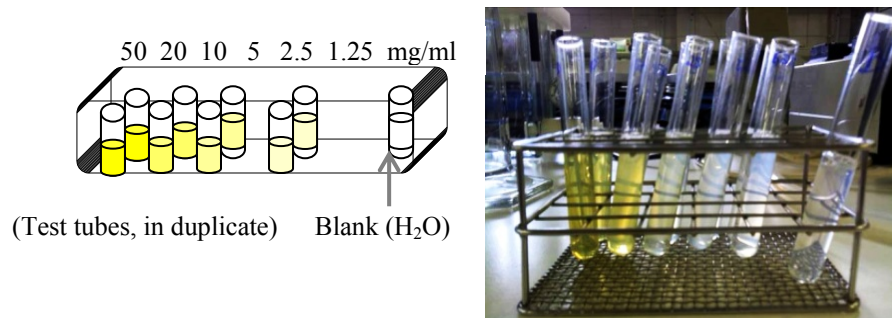 50 20 10 5 2.5 1.25 mg/ml
(Test tubes, in duplicate) Blank (H₂O)